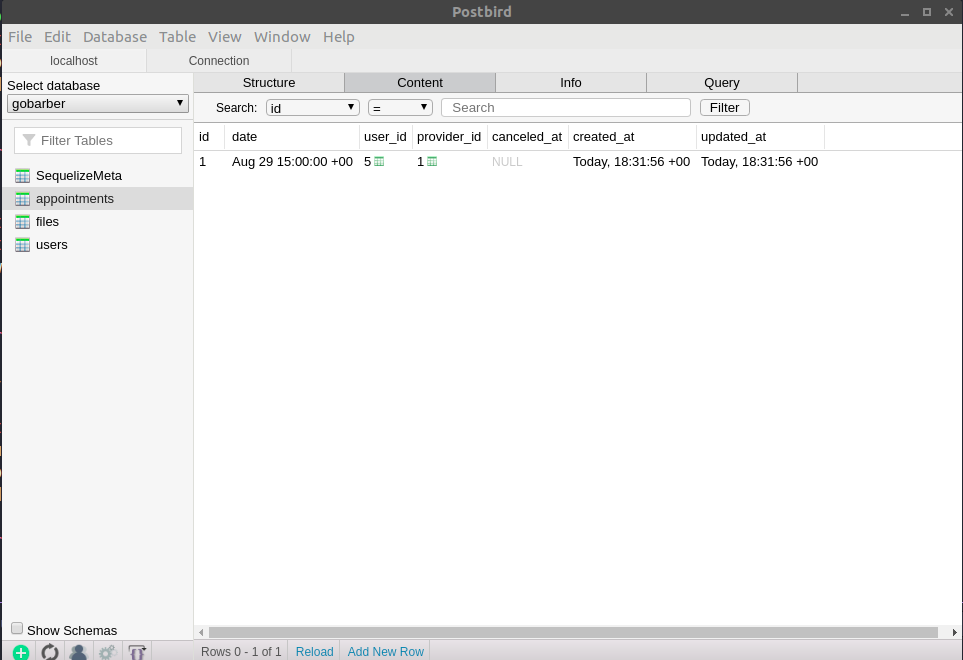 Postbird
File Edit Database Table View Window Help
localhost Connection
Select database
gobarber
Filter Tables
SequelizeMeta
appointments
files
users
Show Schemas
Structure Content Info Query
Search: id = Search Filter
id date user_id provider_id canceled_at created_at updated_at
1 Aug 29 15:00:00 +00 5 1 NULL Today, 18:31:56 +00 Today, 18:31:56 +00
Rows 0 - 1 of 1 Reload Add New Row